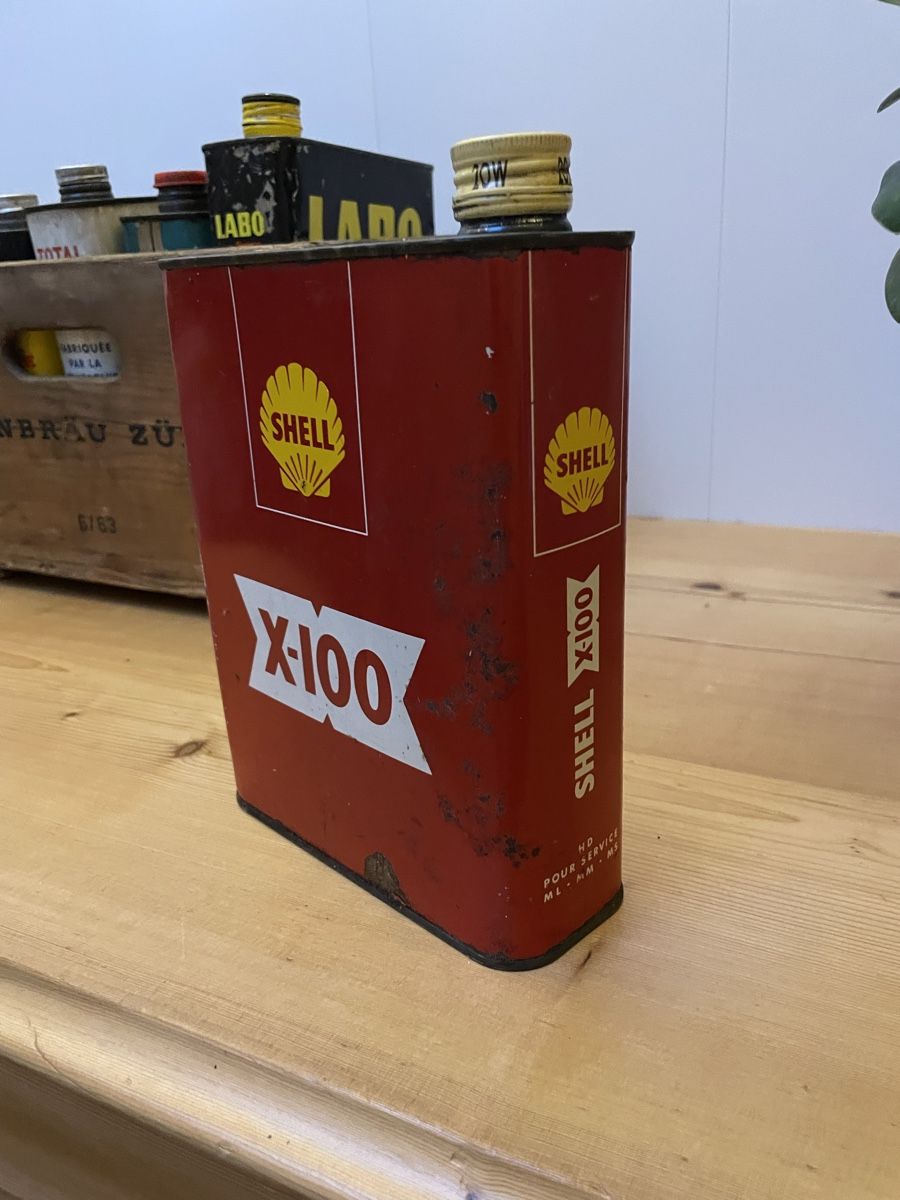 LABO
LABO
TOTAL
FABRIQUÉE
PAR LA
NBRÄU ZÜ
6/63
SHELL
X-100
SHELL
SHELL X-100
HD
POUR SERVICE
ML - MM - MS